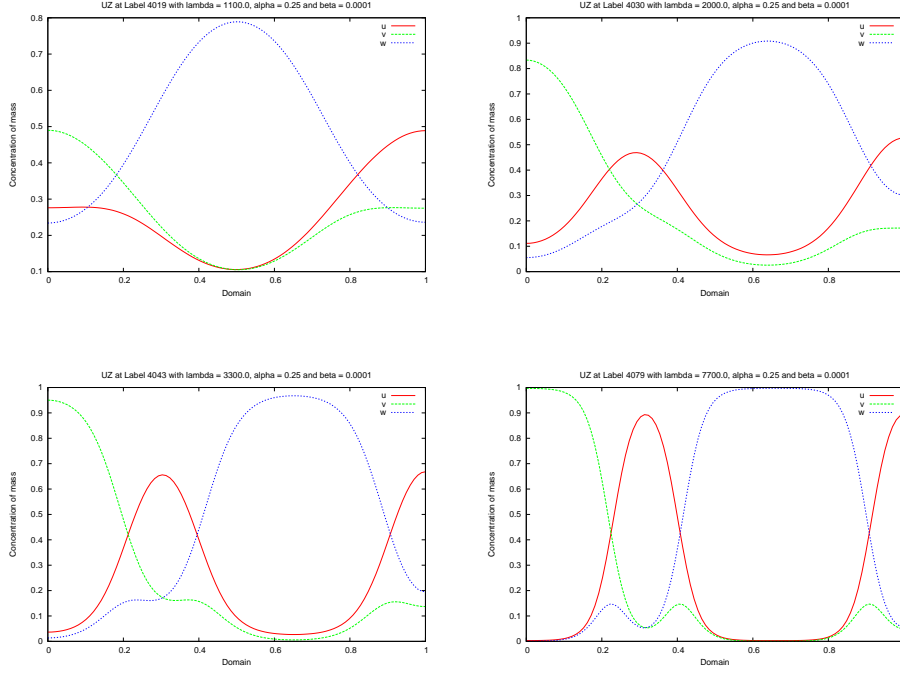 UZ at Label 4019 with lambda = 1100.0, alpha = 0.25 and beta = 0.0001
0.8
0.7
0.6
0.5
0.4
0.3
0.2
0.1
0
0.2
0.4
0.6
0.8
1
Concentration of mass
Domain
u
v
w
UZ at Label 4030 with lambda = 2000.0, alpha = 0.25 and beta = 0.0001
1
0.9
0.8
0.7
0.6
0.5
0.4
0.3
0.2
0.1
0
0
0.2
0.4
0.6
0.8
Concentration of mass
Domain
u
v
w
UZ at Label 4043 with lambda = 3300.0, alpha = 0.25 and beta = 0.0001
1
0.9
0.8
0.7
0.6
0.5
0.4
0.3
0.2
0.1
0
0
0.2
0.4
0.6
0.8
1
Concentration of mass
Domain
u
v
w
UZ at Label 4079 with lambda = 7700.0, alpha = 0.25 and beta = 0.0001
1
0.9
0.8
0.7
0.6
0.5
0.4
0.3
0.2
0.1
0
0
0.2
0.4
0.6
0.8
Concentration of mass
Domain
u
v
w